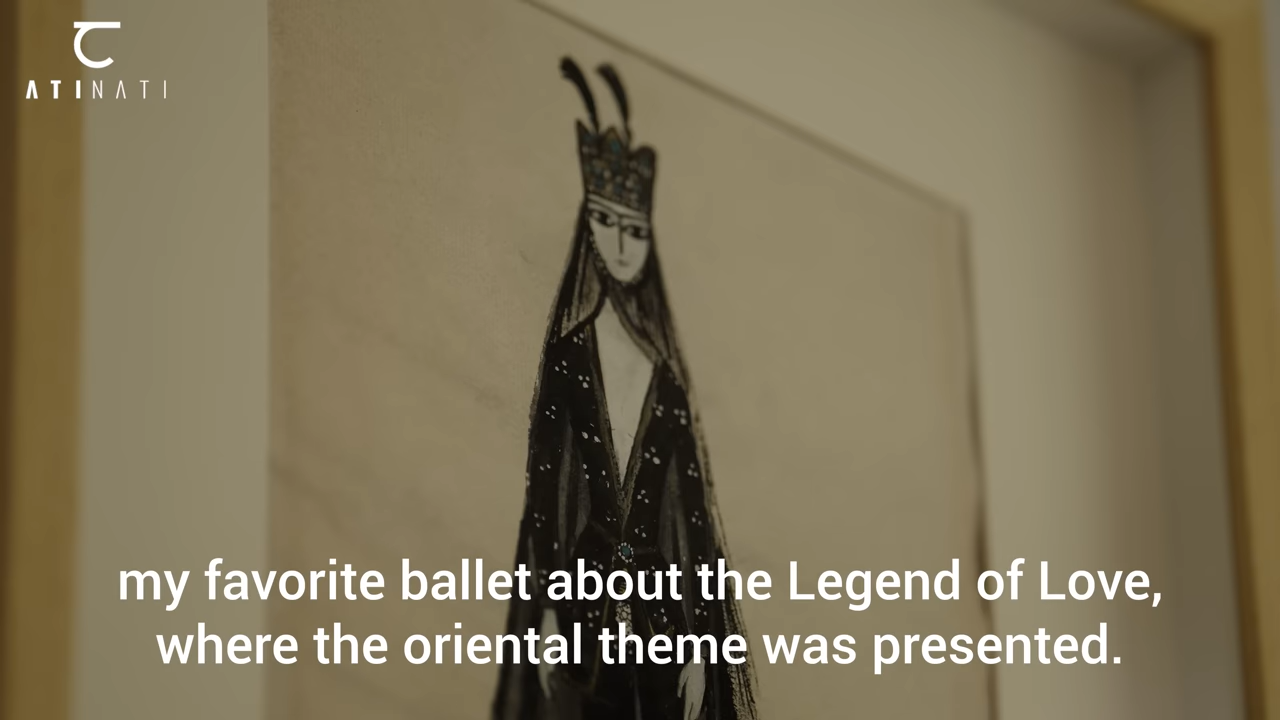 ATINATI
my favorite ballet about the Legend of Love,
where the oriental theme was presented.